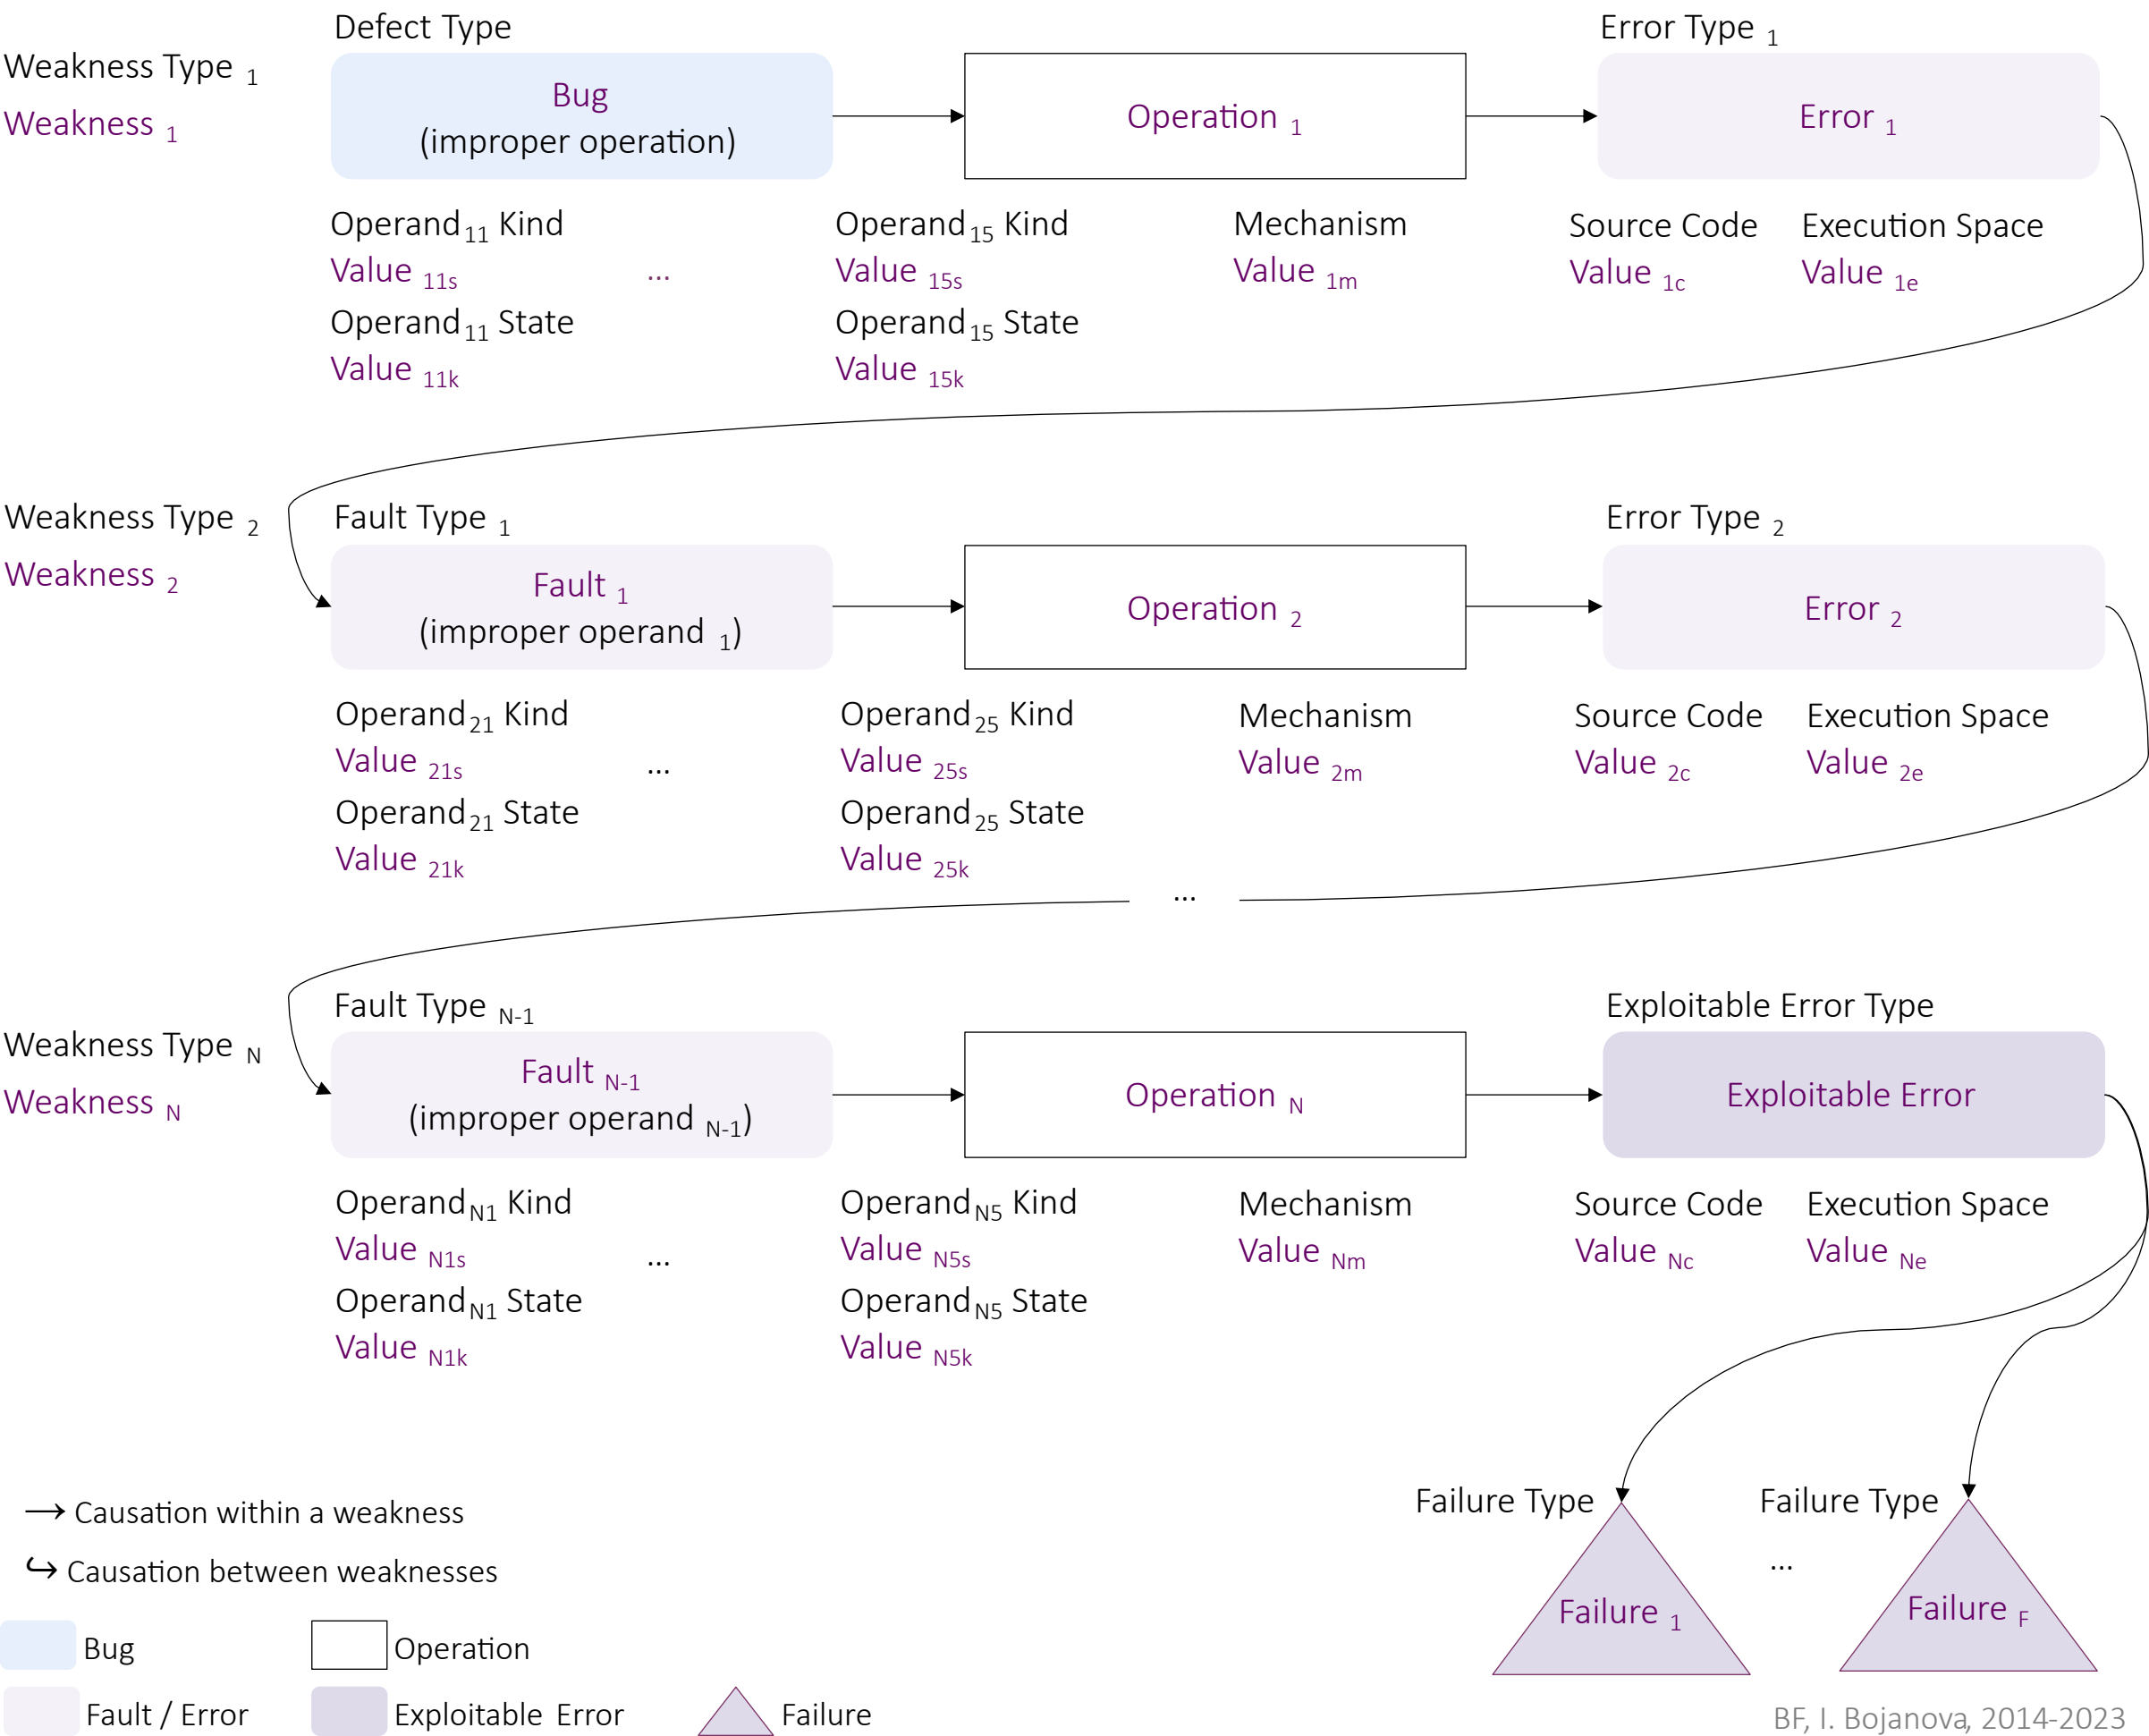 Defect Type
Error Type 1
Weakness Type 1
Weakness 1
Bug
(improper operation)
Operation 1
Error 1
Operand11 Kind
Operand15 Kind
Mechanism
Source Code
Execution Space
Value 11s
...
Value 15s
Value 1m
Value 1c
Value 1e
Operand11 State
Operand15 State
Value 11k
Value 15k
Weakness Type 2
Weakness 2
Fault Type 1
Error Type 2
Fault 1
(improper operand 1)
Operation 2
Error 2
Operand21 Kind
Operand25 Kind
Mechanism
Source Code
Execution Space
Value 21s
...
Value 25s
Value 2m
Value 2c
Value 2e
Operand21 State
Operand25 State
Value 21k
Value 25k
...
Fault Type N-1
Exploitable Error Type
Weakness Type N
Weakness N
Fault N-1
(improper operand N-1)
Operation N
Exploitable Error
OperandN1 Kind
OperandN5 Kind
Mechanism
Source Code
Execution Space
Value N1s
...
Value N5s
Value Nm
Value Nc
Value Ne
OperandN1 State
OperandN5 State
Value N1k
Value N5k
Failure Type
Failure Type
...
Failure 1
Failure F
→ Causation within a weakness
↪ Causation between weaknesses
Bug
Operation
Fault / Error
Exploitable Error
Failure
BF, I. Bojanova, 2014-2023